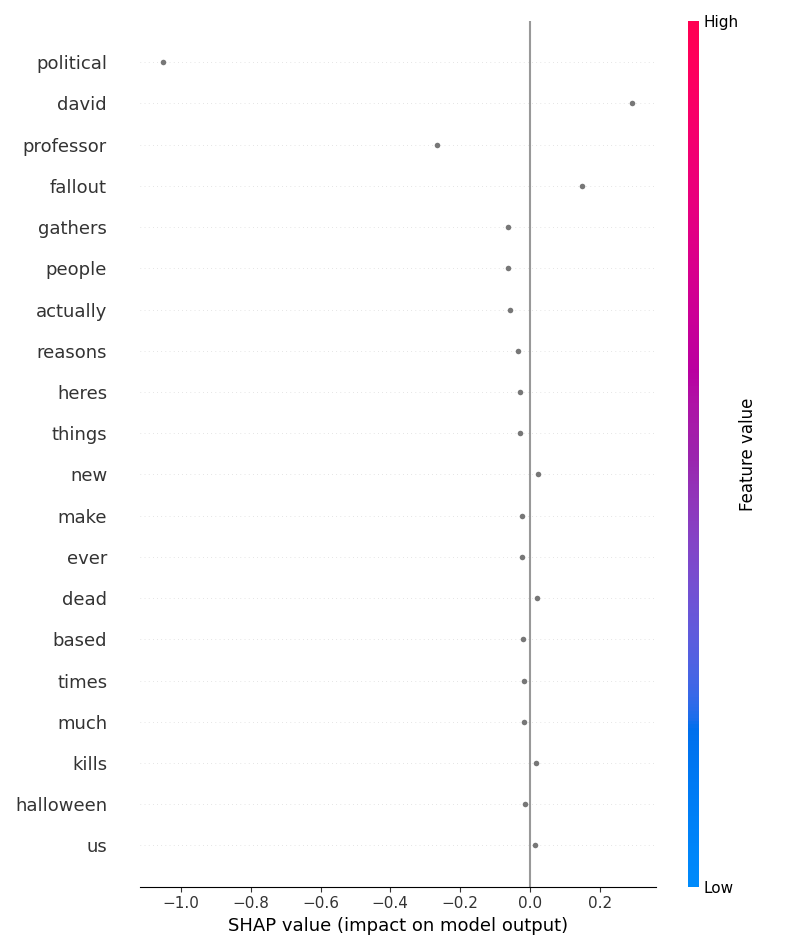 High
political
david
professor
fallout
gathers
people
actually
reasons
heres
things
new
make
ever
dead
based
times
much
kills
halloween
us
Feature value
Low
−1.0 −0.8 −0.6 −0.4 −0.2 0.0 0.2
SHAP value (impact on model output)